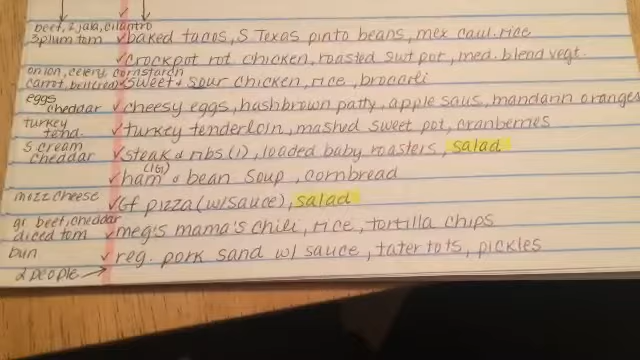 beef, 2 jala, cilantro
3 plum tom ✓baked tacos, S Texas pinto beans, mex caul. rice
✓crockpot rot. chicken, roasted swt pot, med. blend vegt.
onion, celery, cornstarch
carrot, bell ✓sweet & sour chicken, rice, broccoli
eggs
cheddar ✓cheesy eggs, hashbrown patty, apple saus, mandarin oranges
turkey
tend. ✓turkey tenderloin, mashed sweet pot, cranberries
s cream
cheddar ✓steak & ribs (1), loaded baby roasters, salad
✓ham & bean soup, cornbread
mozz cheese ✓Gf pizza (w/sauce), salad
gr beef, cheddar
diced tom ✓meg's mama's chili, rice, tortilla chips
bun ✓reg. pork sand w/ sauce, tater tots, pickles
2 people →